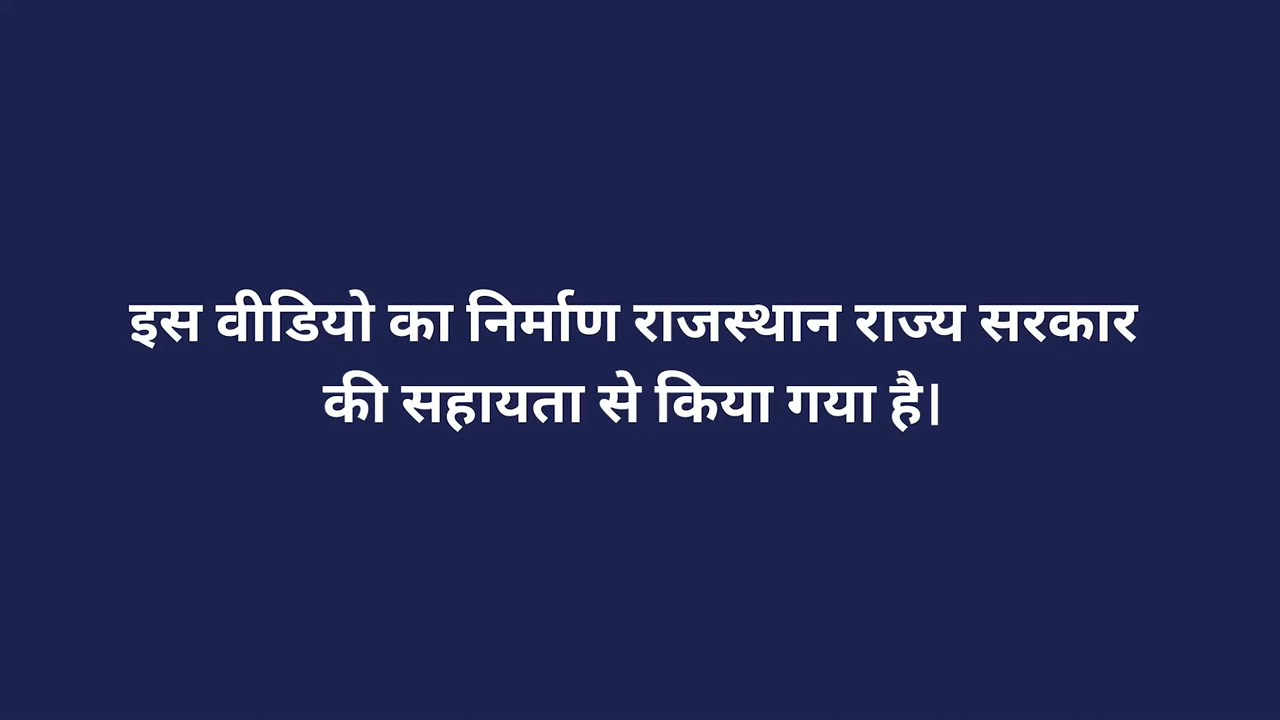 इस वीडियो का निर्माण राजस्थान राज्य सरकार
की सहायता से किया गया है।